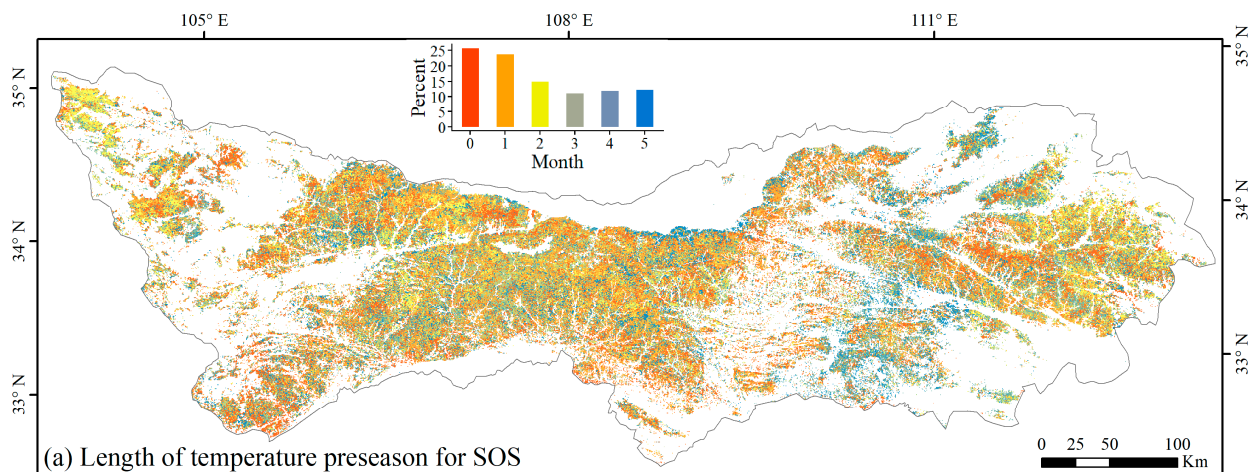 105° E 108° E 111° E
35° N
34° N
33° N
35° N
34° N
33° N
Percent
25
20
15
10
5
0
0 1 2 3 4 5
Month
(a) Length of temperature preseason for SOS
0 25 50 100
Km